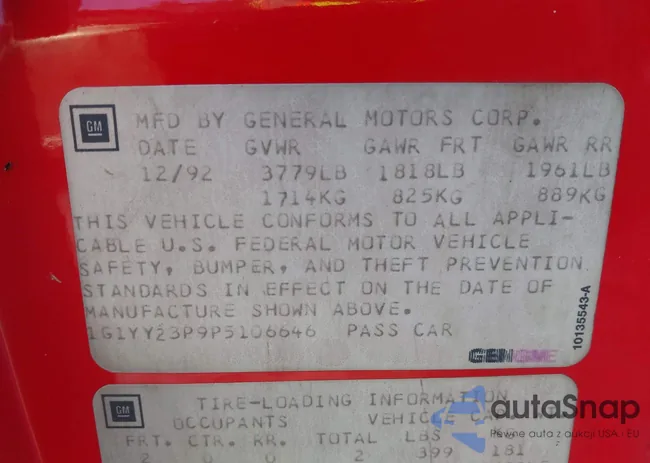 GM
MFD BY GENERAL MOTORS CORP.
DATE GVWR GAWR FRT GAWR RR
12/92 3779LB 1818LB 1961LB
1714KG 825KG 889KG
THIS VEHICLE CONFORMS TO ALL APPLI-
CABLE U.S. FEDERAL MOTOR VEHICLE
SAFETY, BUMPER, AND THEFT PREVENTION
STANDARDS IN EFFECT ON THE DATE OF
MANUFACTURE SHOWN ABOVE.
1G1YY23P9P5106646 PASS CAR
10135543-A
GM
TIRE-LOADING INFORMATION
OCCUPANTS VEHICLE
FRT. CTR. RR. TOTAL LBS
2 0 0 2 399 181
autaSnap
Pewne auta z aukcji USA - EU